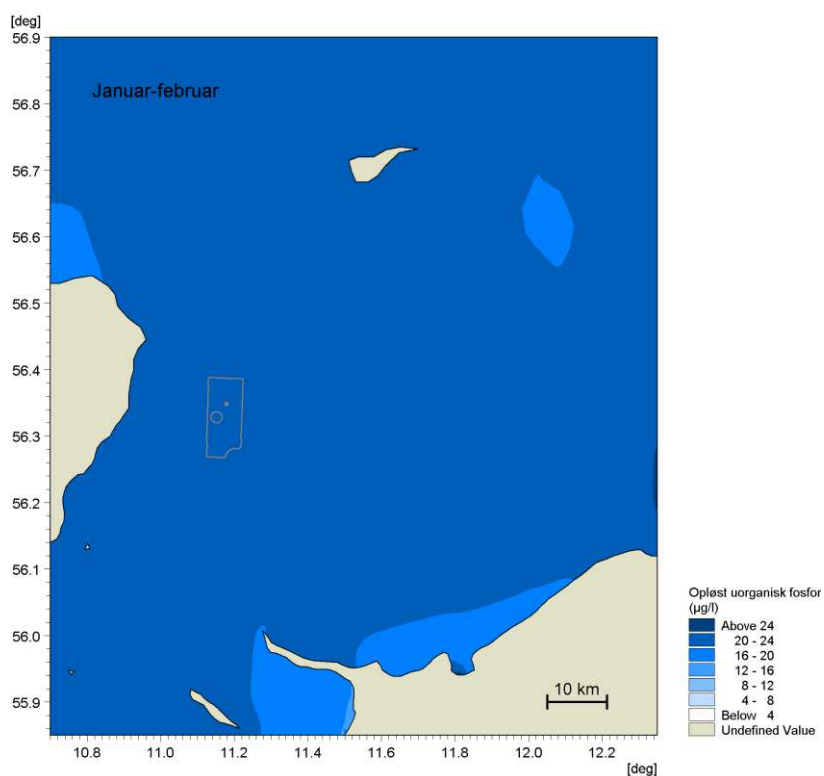 [deg]
56.9
56.8
Januar-februar
56.7
56.6
56.5
56.4
56.3
56.2
56.1
56.0
55.9
10 km
10.8 11.0 11.2 11.4 11.6 11.8 12.0 12.2
[deg]
Opløst uorganisk fosfor
(µg/l)
Above 24
20 - 24
16 - 20
12 - 16
8 - 12
4 - 8
Below 4
Undefined Value